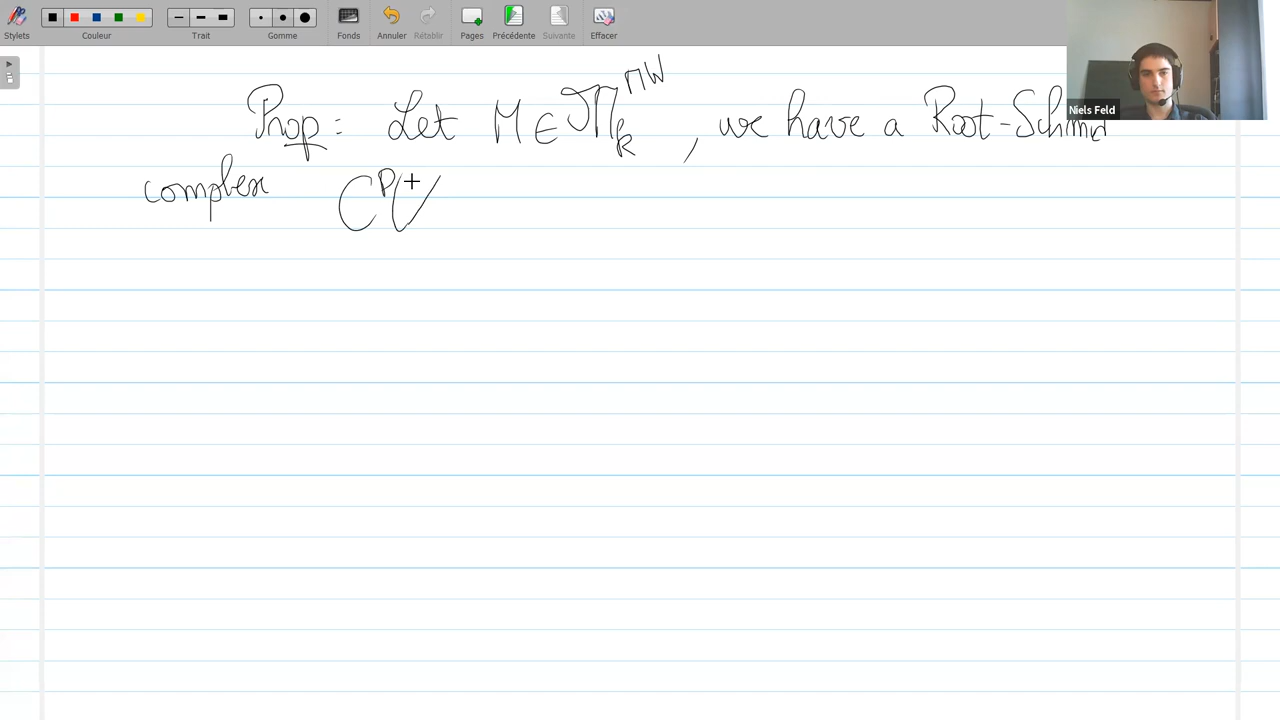 Stylets Couleur Trait Gomme Fonds Annuler Rétablir Pages Précédente Suivante Effacer
Niels Feld
Prop: Let M ∈ 𝔐_k^MW, we have a Rost-Schmid
complex C^p(